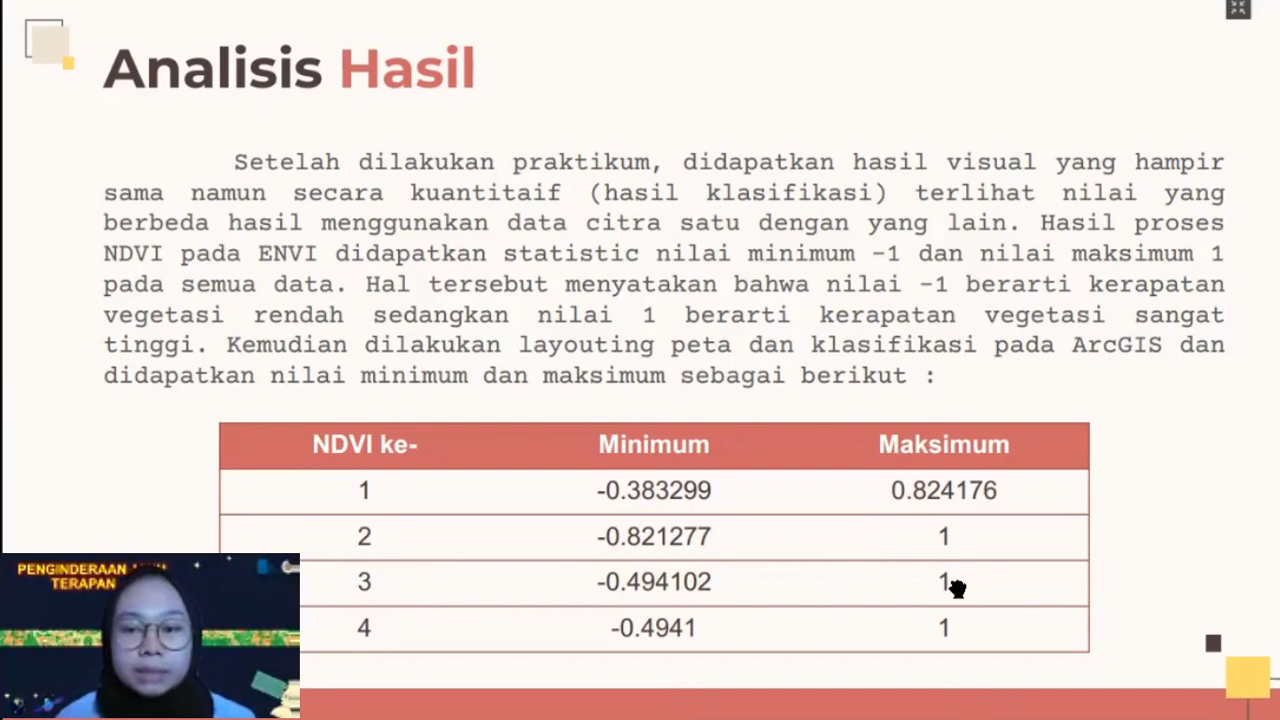 Analisis Hasil
Setelah dilakukan praktikum, didapatkan hasil visual yang hampir
sama namun secara kuantitaif (hasil klasifikasi) terlihat nilai yang
berbeda hasil menggunakan data citra satu dengan yang lain. Hasil proses
NDVI pada ENVI didapatkan statistic nilai minimum -1 dan nilai maksimum 1
pada semua data. Hal tersebut menyatakan bahwa nilai -1 berarti kerapatan
vegetasi rendah sedangkan nilai 1 berarti kerapatan vegetasi sangat
tinggi. Kemudian dilakukan layouting peta dan klasifikasi pada ArcGIS dan
didapatkan nilai minimum dan maksimum sebagai berikut :
NDVI ke- Minimum Maksimum
1 -0.383299 0.824176
2 -0.821277 1
3 -0.494102 1
4 -0.4941 1
PENGINDERAAN
TERAPAN